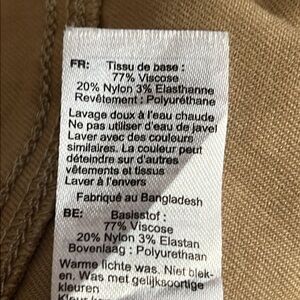 FR: Tissu de base :
77% Viscose
20% Nylon 3% Elasthanne
Revêtement : Polyuréthane
Lavage doux à l'eau chaude
Ne pas utiliser d'eau de javel
Laver avec des couleurs
similaires. La couleur peut
déteindre sur d'autres
vêtements et tissus
Laver à l'envers
Fabriqué au Bangladesh
BE: Basisstof :
77% Viscose
20% Nylon 3% Elastan
Bovenlaag : Polyurethaan
Warme lichte was. Niet blek-
en. Was met gelijksoortige
kleuren